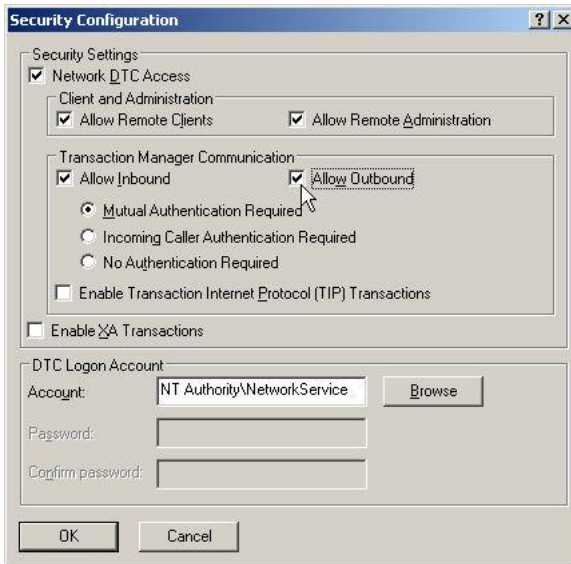 Security Configuration
Security Settings
Network DTC Access
Client and Administration
Allow Remote Clients Allow Remote Administration
Transaction Manager Communication
Allow Inbound Allow Outbound
Mutual Authentication Required
Incoming Caller Authentication Required
No Authentication Required
Enable Transaction Internet Protocol (TIP) Transactions
Enable XA Transactions
DTC Logon Account
Account: NT Authority\NetworkService Browse
Password:
Confirm password:
OK Cancel